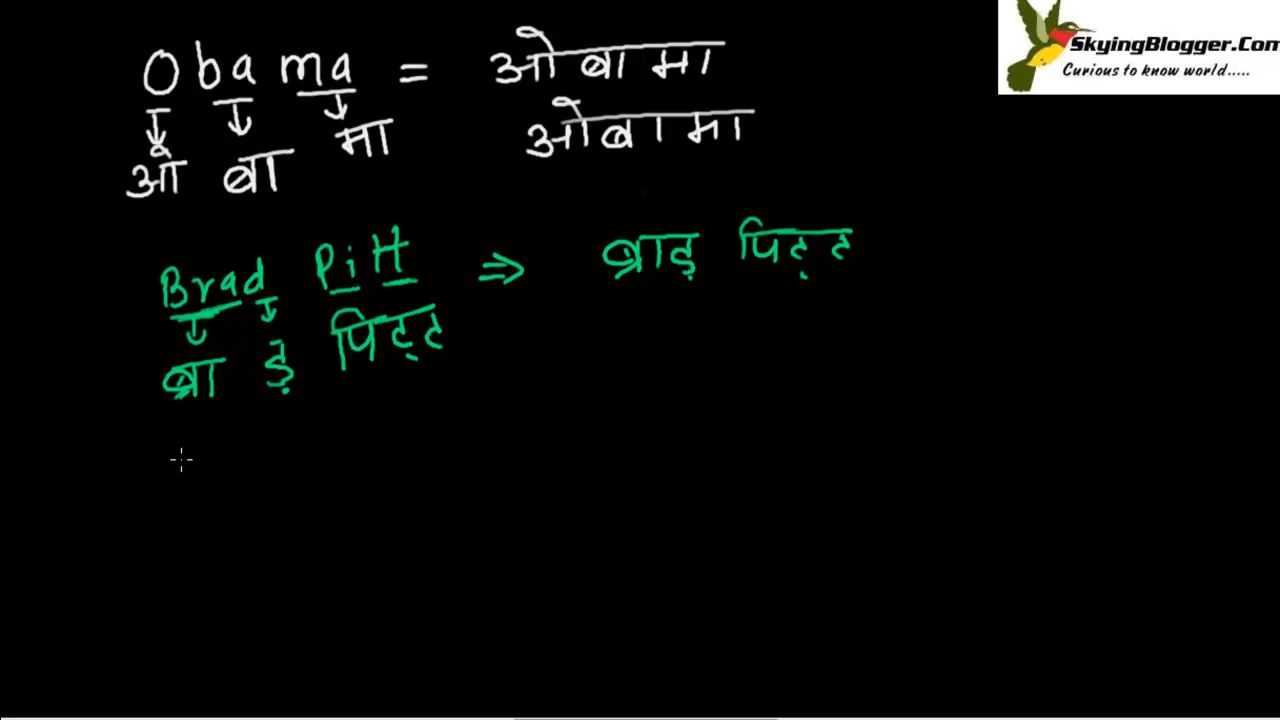 Obama = ओबामा
SkyingBlogger.Com
Curious to know world.....
ओ बा मा ओबामा
Brad Pitt ⇒ ब्राड़ पिट्ट
ब्रा ड़ पिट्ट